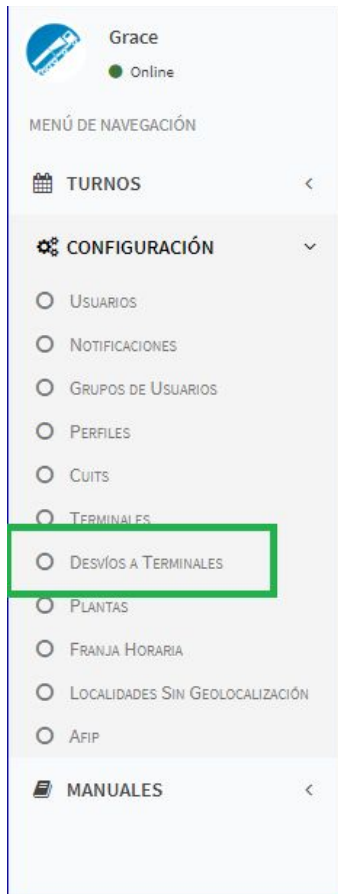 Grace
Online
MENÚ DE NAVEGACIÓN
TURNOS
CONFIGURACIÓN
USUARIOS
NOTIFICACIONES
GRUPOS DE USUARIOS
PERFILES
CUITS
TERMINALES
DESVÍOS A TERMINALES
PLANTAS
FRANJA HORARIA
LOCALIDADES SIN GEOLOCALIZACIÓN
AFIP
MANUALES